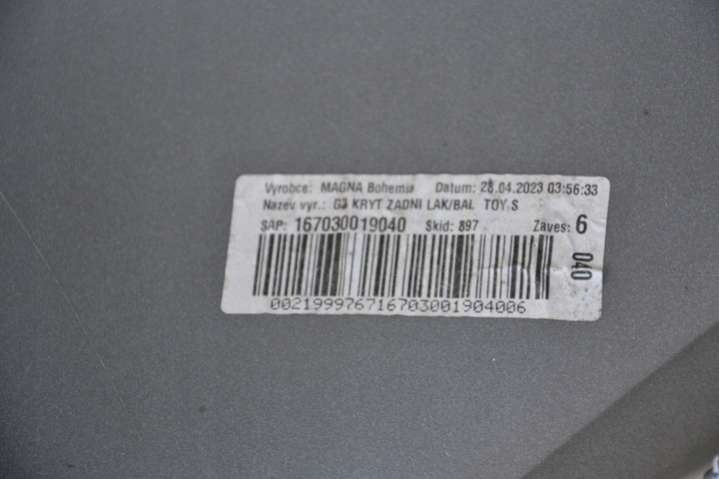 Vyrobce: MAGNA Bohemia Datum: 28.04.2023 03:56:33
Nazev vyr.: G3 KRYT ZADNI LAK/BAL TOY S
SAP: 167030019040 Skid: 897 Zaves: 6
040
002199976716703001904006